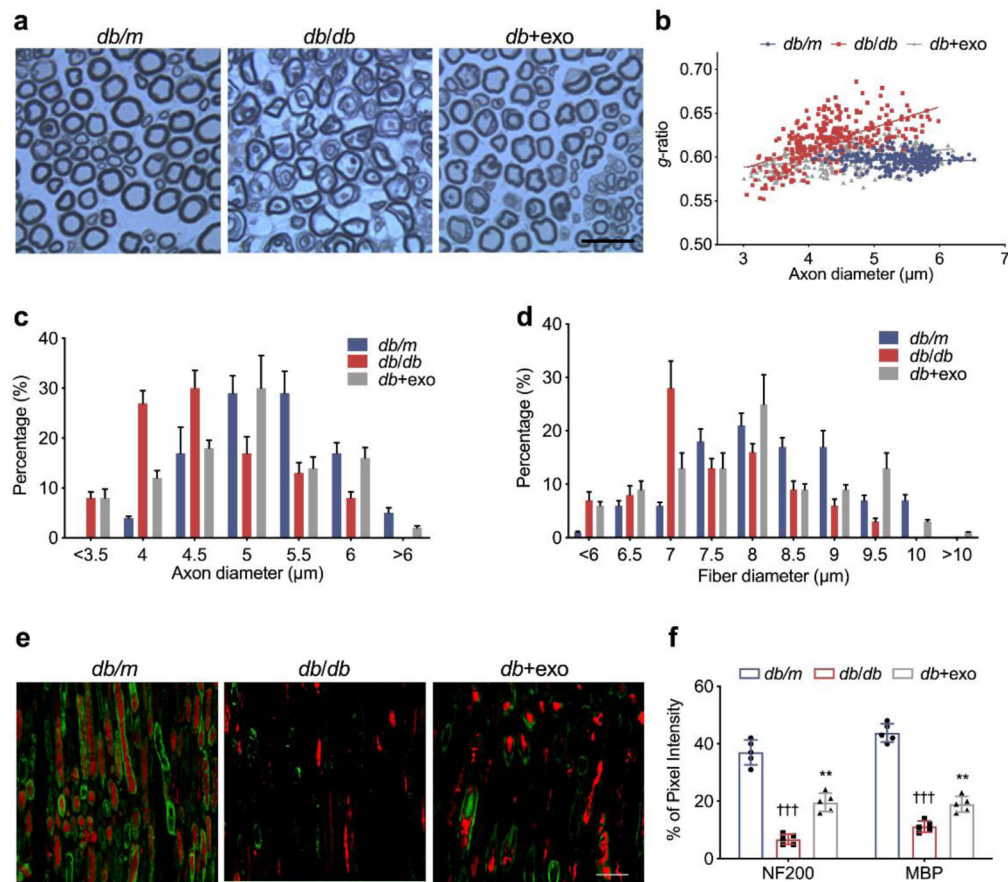 a
db/m db/db db+exo
b
db/m db/db db+exo
g-ratio
0.70
0.65
0.60
0.55
0.50
3 4 5 6 7
Axon diameter (µm)
c
Percentage (%)
40
30
20
10
0
db/m
db/db
db+exo
<3.5 4 4.5 5 5.5 6 >6
Axon diameter (µm)
d
Percentage (%)
40
30
20
10
0
db/m
db/db
db+exo
<6 6.5 7 7.5 8 8.5 9 9.5 10 >10
Fiber diameter (µm)
e
db/m db/db db+exo
f
db/m db/db db+exo
% of Pixel Intensity
60
40
20
0
††† ** ††† **
NF200 MBP